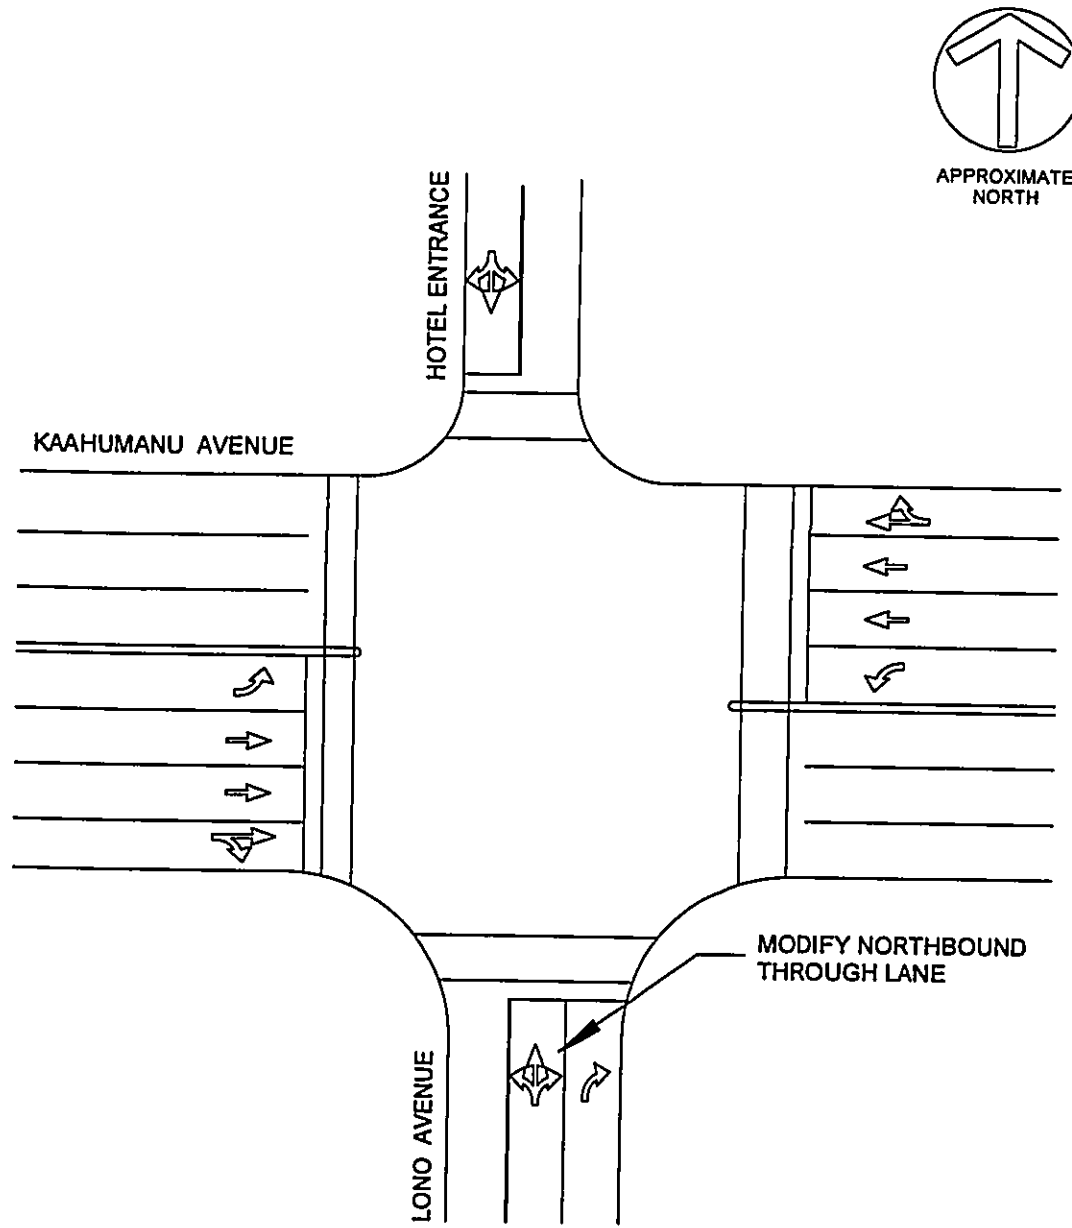 APPROXIMATE
NORTH
HOTEL ENTRANCE
KAAHUMANU AVENUE
MODIFY NORTHBOUND
THROUGH LANE
LONO AVENUE